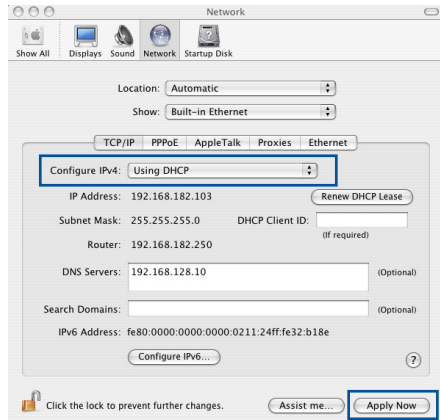 Network
Show All Displays Sound Network Startup Disk
Location: Automatic
Show: Built-in Ethernet
TCP/IP PPPoE AppleTalk Proxies Ethernet
Configure IPv4: Using DHCP
IP Address: 192.168.182.103 Renew DHCP Lease
Subnet Mask: 255.255.255.0 DHCP Client ID:
(If required)
Router: 192.168.182.250
DNS Servers: 192.168.128.10 (Optional)
Search Domains: (Optional)
IPv6 Address: fe80:0000:0000:0000:0211:24ff:fe32:b18e
Configure IPv6... ?
Click the lock to prevent further changes. Assist me... Apply Now